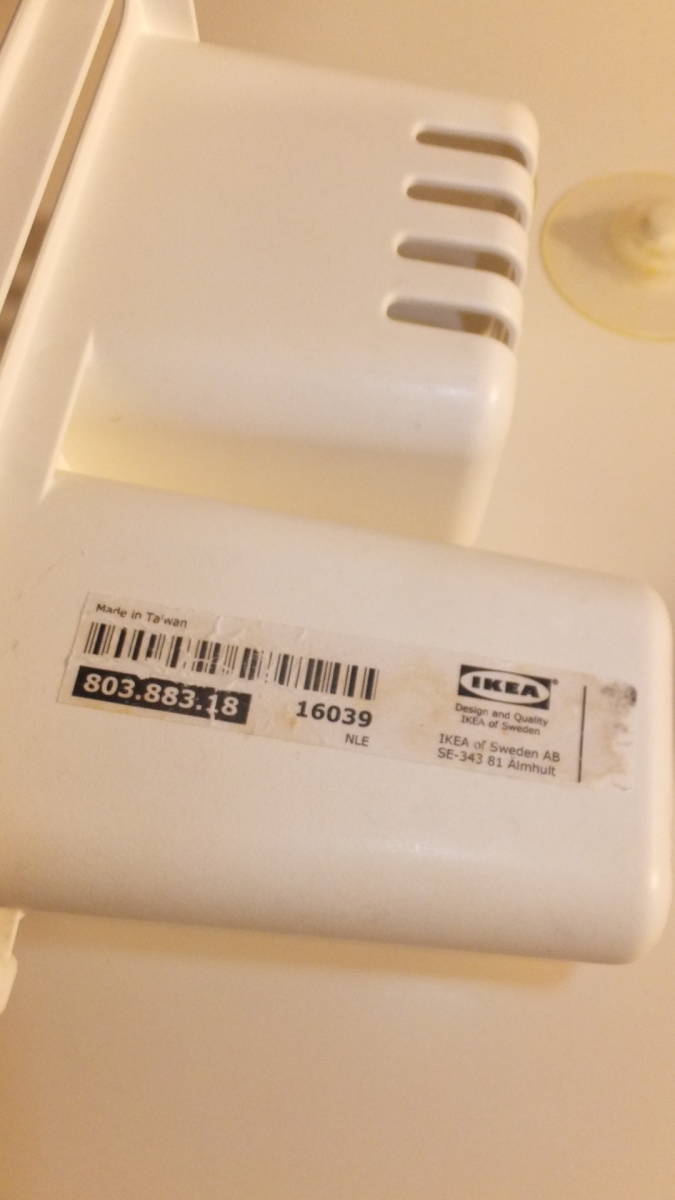 Made in Taiwan
803.883.18
16039
NLE
IKEA®
Design and Quality
IKEA of Sweden
IKEA of Sweden AB
SE-343 81 Älmhult